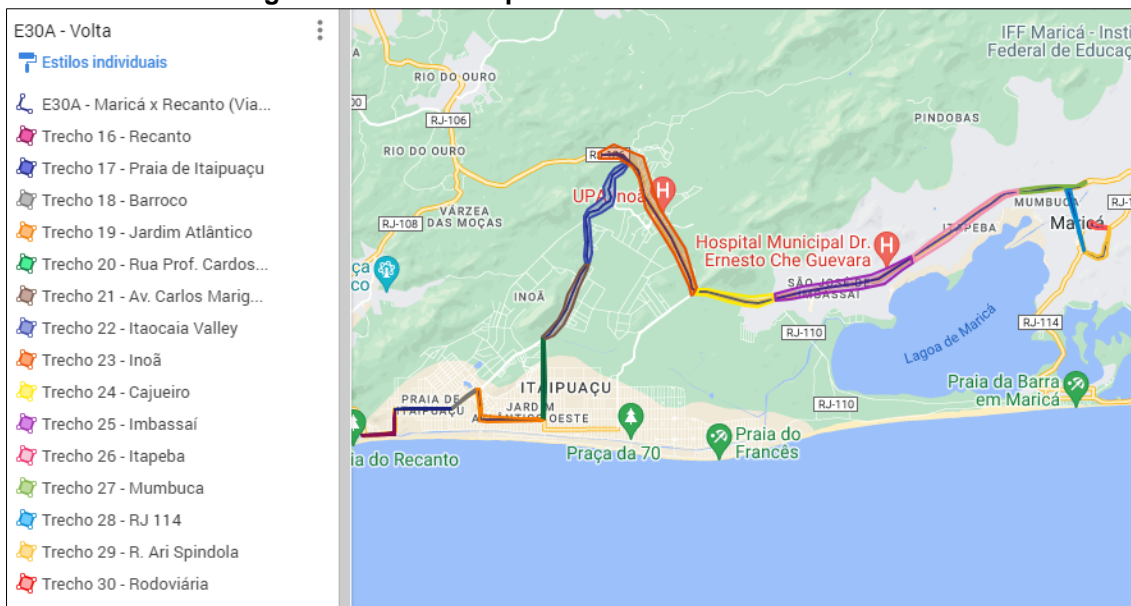 E30A - Volta
Estilos individuais
E30A - Maricá x Recanto (Via...
Trecho 16 - Recanto
Trecho 17 - Praia de Itaipuaçu
Trecho 18 - Barroco
Trecho 19 - Jardim Atlântico
Trecho 20 - Rua Prof. Cardos...
Trecho 21 - Av. Carlos Marig...
Trecho 22 - Itaocaia Valley
Trecho 23 - Inoã
Trecho 24 - Cajueiro
Trecho 25 - Imbassaí
Trecho 26 - Itapeba
Trecho 27 - Mumbuca
Trecho 28 - RJ 114
Trecho 29 - R. Ari Spindola
Trecho 30 - Rodoviária
IFF Maricá - Insti
Federal de Educaç
RIO DO OURO
RJ-106
PINDOBAS
RIO DO OURO
VÁRZEA
DAS MOÇAS
RJ-108
MUMBUCA
Maricá
ITAPEBA
Hospital Municipal Dr.
Ernesto Che Guevara
SÃO JOSÉ DE
IMBASSAÍ
INOÃ
RJ-110
RJ-114
Lagoa de Maricá
ITAIPUAÇU
PRAIA DE
ITAIPUAÇU
JARDIM
ATLÂNTICO OESTE
RJ-110
Praia da Barra
em Maricá
ia do Recanto
Praça da 70
Praia do
Francês